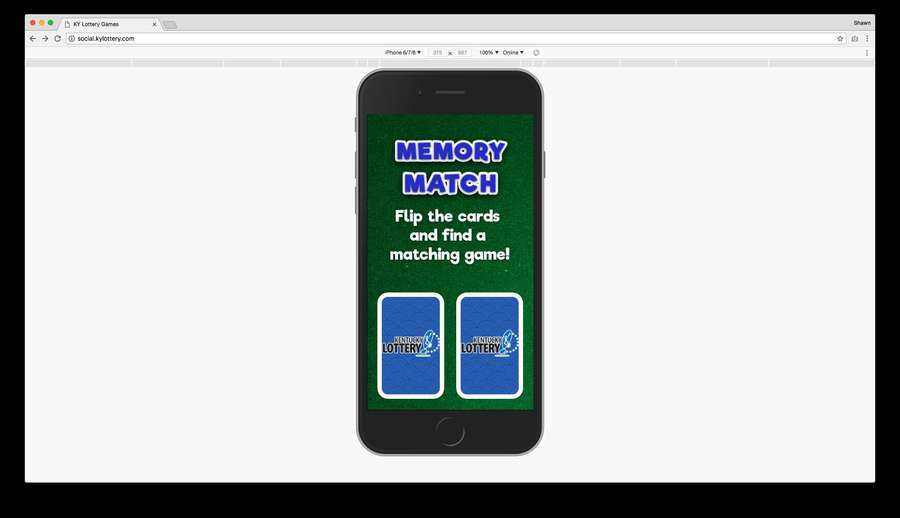 KY Lottery Games
Shawn
social.kylottery.com
iPhone 6/7/8
375 × 667
100%
Online
MEMORY
MATCH
Flip the cards
and find a
matching game!
KENTUCKY
LOTTERY
KENTUCKY
LOTTERY